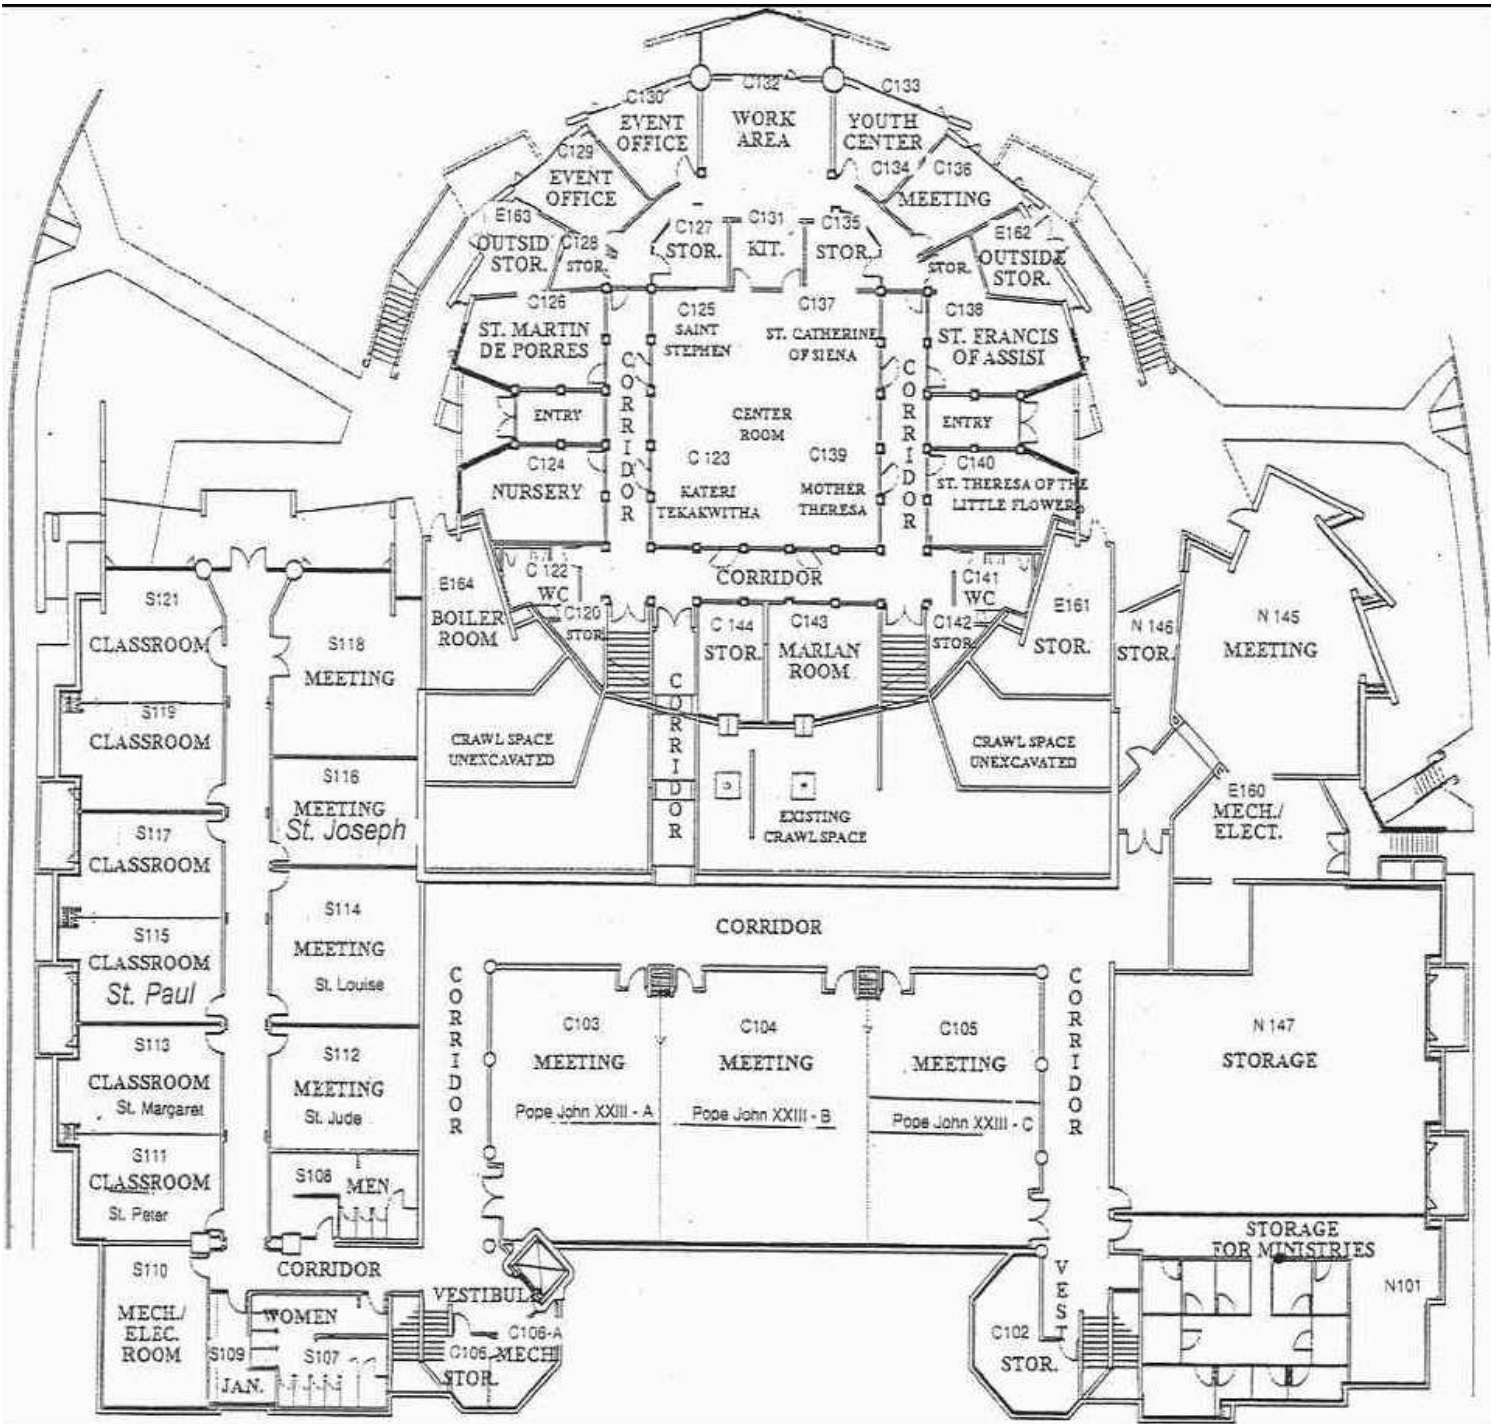 C132
C130
C133
EVENT
OFFICE
WORK
AREA
YOUTH
CENTER
C129
EVENT
OFFICE
C134
C136
MEETING
E163
OUTSID
STOR.
C128
STOR.
C127
STOR.
C131
KIT.
C135
STOR.
STOR.
E162
OUTSIDE
STOR.
C126
ST. MARTIN
DE PORRES
C125
SAINT
STEPHEN
C137
ST. CATHERINE
OF SIENA
C138
ST. FRANCIS
OF ASSISI
CORRIDOR
CORRIDOR
ENTRY
CENTER
ROOM
ENTRY
C124
NURSERY
C 123
KATERI
TEKAKWITHA
C139
MOTHER
THERESA
C140
ST. THERESA OF THE
LITTLE FLOWER
E164
BOILER
ROOM
C 122
WC
C120
STOR
CORRIDOR
C141
WC
C142
STOR.
E161
STOR.
C 144
STOR.
C143
MARIAN
ROOM
N 146
STOR.
N 145
MEETING
S121
CLASSROOM
S118
MEETING
S119
CLASSROOM
CORRIDOR
CRAWL SPACE
UNEXCAVATED
CRAWL SPACE
UNEXCAVATED
S116
MEETING
St. Joseph
EXISTING
CRAWL SPACE
E160
MECH./
ELECT.
S117
CLASSROOM
S114
MEETING
St. Louise
S115
CLASSROOM
St. Paul
CORRIDOR
CORRIDOR
CORRIDOR
C103
MEETING
Pope John XXIII - A
C104
MEETING
Pope John XXIII - B
C105
MEETING
Pope John XXIII - C
N 147
STORAGE
S113
CLASSROOM
St. Margaret
S112
MEETING
St. Jude
S111
CLASSROOM
St. Peter
S108
MEN
STORAGE
FOR MINISTRIES
S110
MECH./
ELEC.
ROOM
CORRIDOR
VESTIBUL
WOMEN
S109
JAN.
S107
C106-A
MECH
C106
STOR.
C102
STOR.
VEST
N101